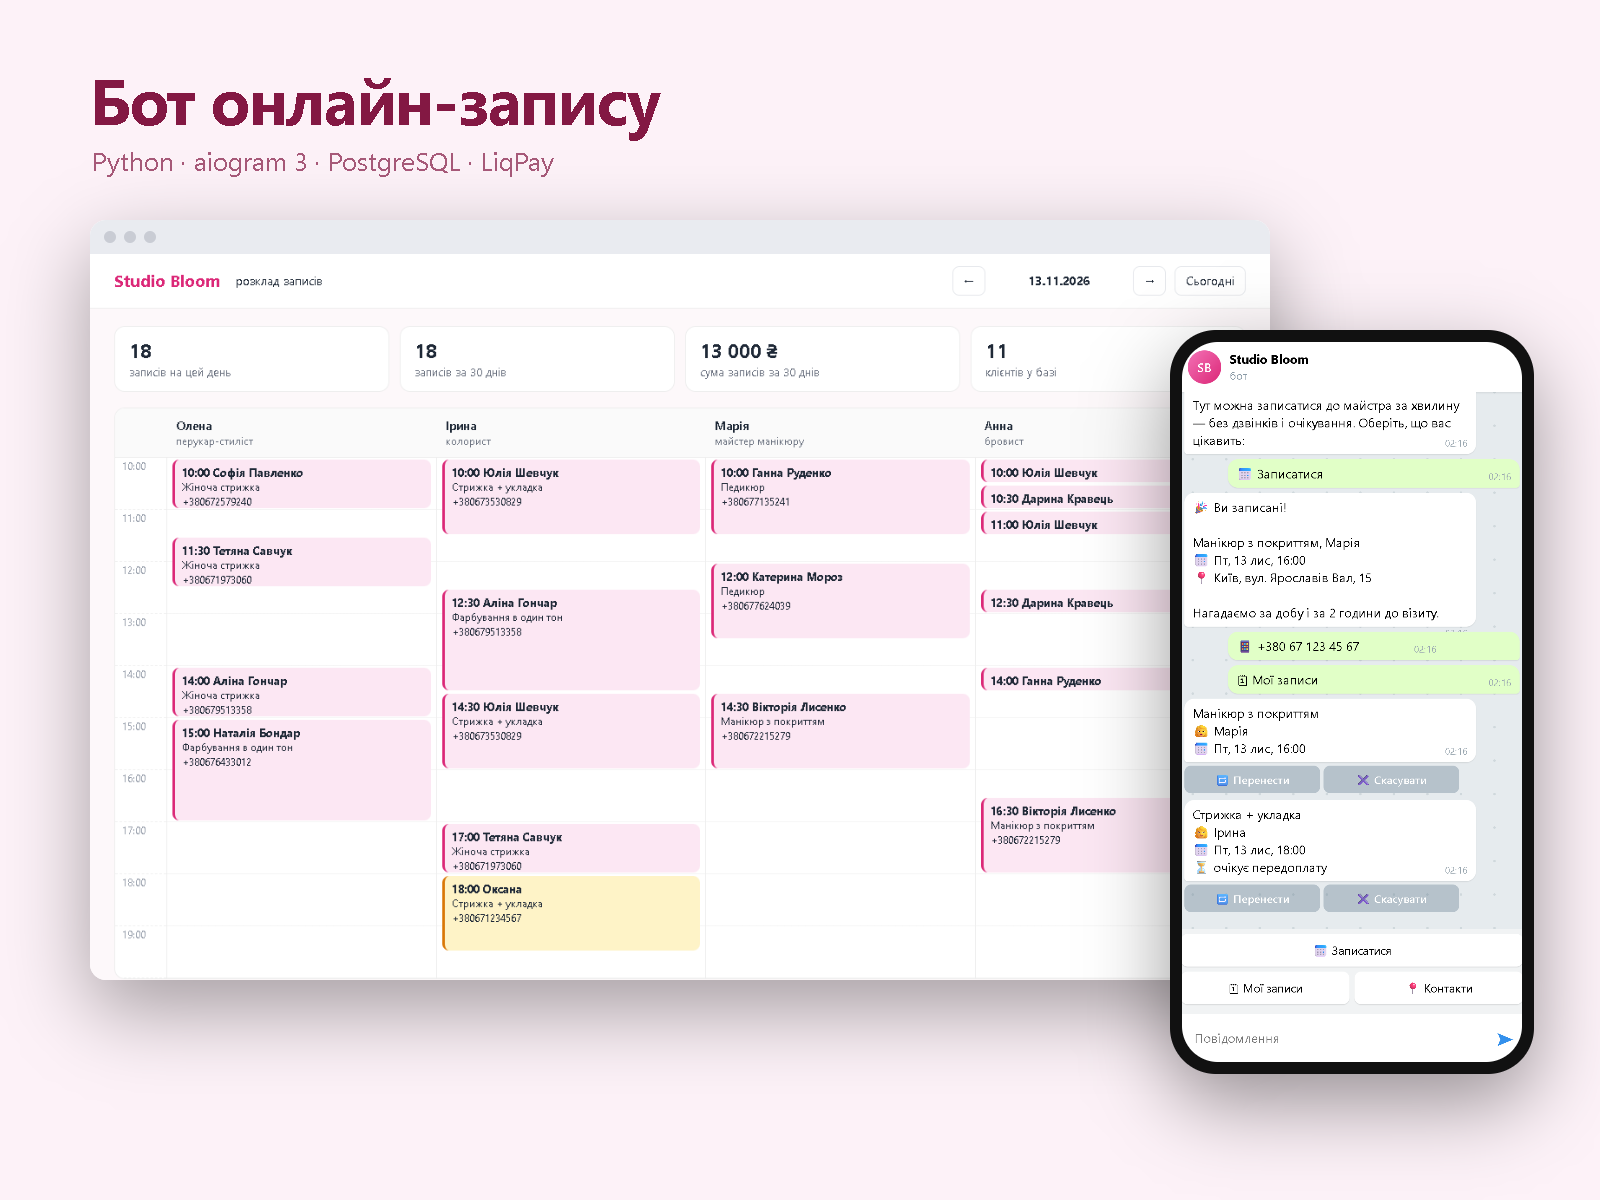 Бот онлайн-запису
Python · aiogram 3 · PostgreSQL · LiqPay
Studio Bloom розклад записів
← 13.11.2026 → Сьогодні
18
записів на цей день
18
записів за 30 днів
13 000 ₴
сума записів за 30 днів
11
клієнтів у базі
Олена
перукар-стиліст
Ірина
колорист
Марія
майстер манікюру
Анна
бровист
10:00
11:00
12:00
13:00
14:00
15:00
16:00
17:00
18:00
19:00
10:00 Софія Павленко
Жіноча стрижка
+380672579240
11:30 Тетяна Савчук
Жіноча стрижка
+380671973060
14:00 Аліна Гончар
Жіноча стрижка
+380679513358
15:00 Наталія Бондар
Фарбування в один тон
+380676433012
10:00 Юлія Шевчук
Стрижка + укладка
+380673530829
12:30 Аліна Гончар
Фарбування в один тон
+380679513358
14:30 Юлія Шевчук
Стрижка + укладка
+380673530829
17:00 Тетяна Савчук
Жіноча стрижка
+380671973060
18:00 Оксана
Стрижка + укладка
+380671234567
10:00 Ганна Руденко
Педикюр
+380677135241
12:00 Катерина Мороз
Педикюр
+380677624039
14:30 Вікторія Лисенко
Манікюр з покриттям
+380672215279
10:00 Юлія Шевчук
10:30 Дарина Кравець
11:00 Юлія Шевчук
12:30 Дарина Кравець
14:00 Ганна Руденко
16:30 Вікторія Лисенко
Манікюр з покриттям
+380672215279
SB
Studio Bloom
бот
Тут можна записатися до майстра за хвилину
— без дзвінків і очікування. Оберіть, що вас
цікавить: 02:16
Записатися 02:16
Ви записані!
Манікюр з покриттям, Марія
Пт, 13 лис, 16:00
Київ, вул. Ярославів Вал, 15
Нагадаємо за добу і за 2 години до візиту.
+380 67 123 45 67 02:16
Мої записи 02:16
Манікюр з покриттям
Марія
Пт, 13 лис, 16:00 02:16
Перенести Скасувати
Стрижка + укладка
Ірина
Пт, 13 лис, 18:00
очікує передоплату 02:16
Перенести Скасувати
Записатися
Мої записи Контакти
Повідомлення